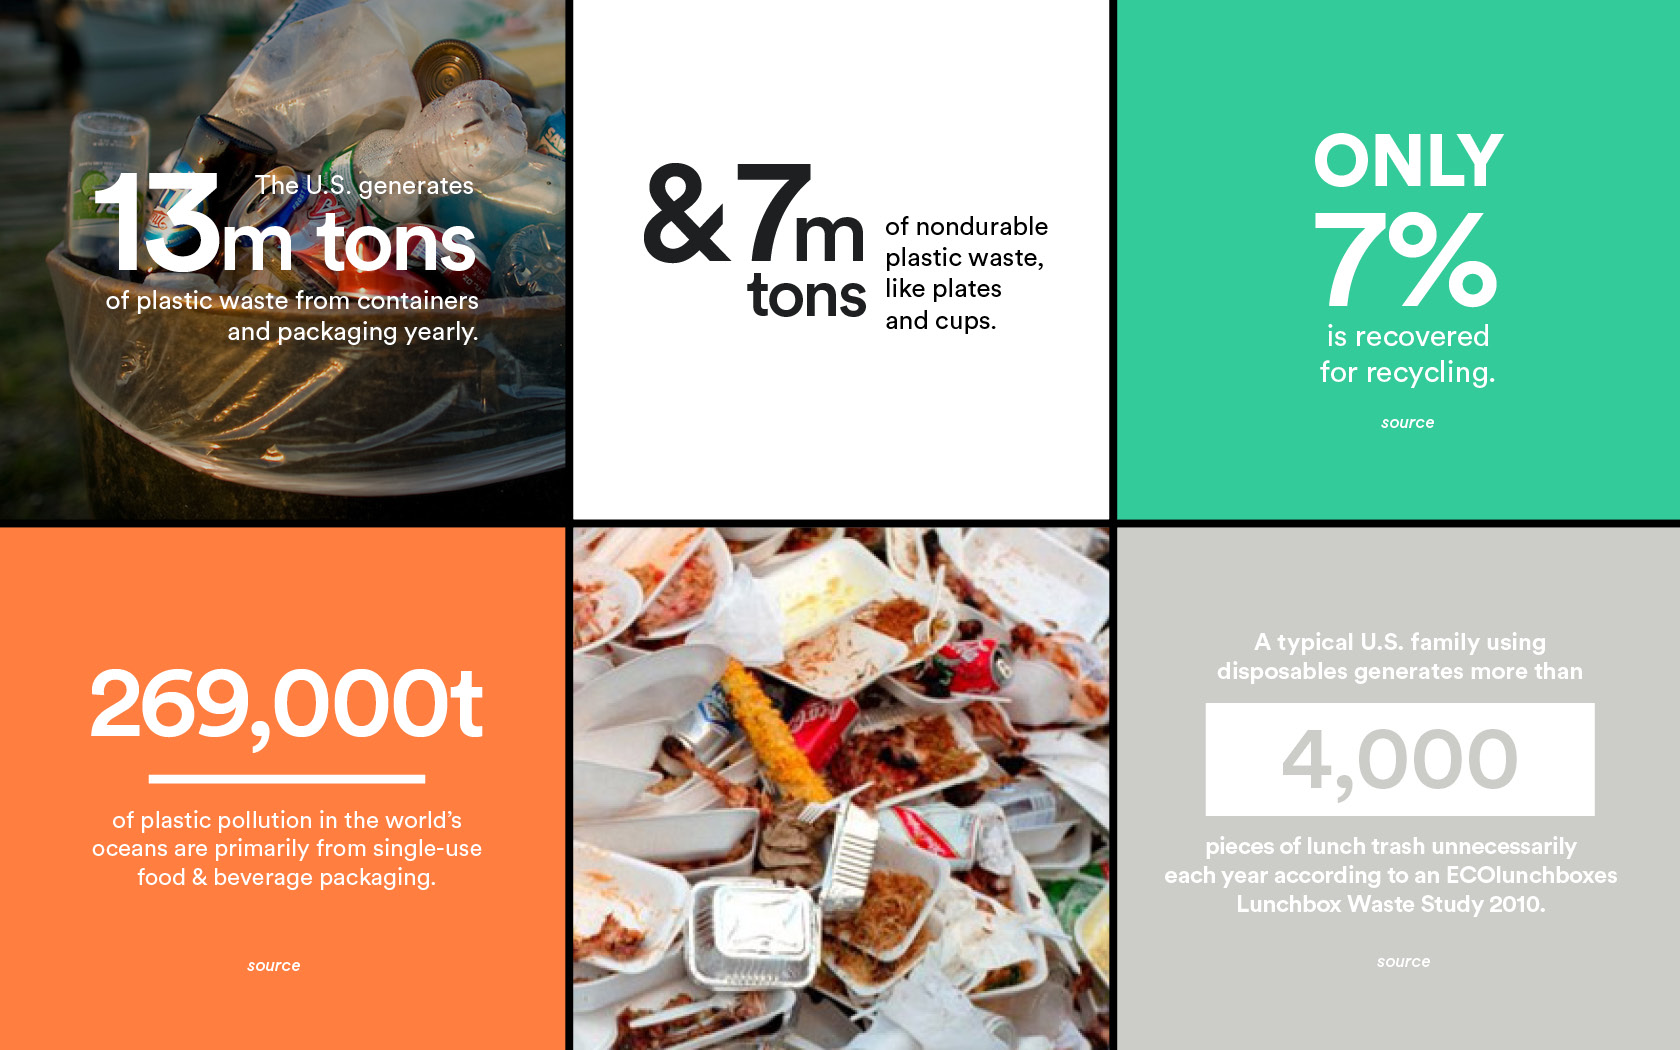 The U.S. generates
13m tons
of plastic waste from containers
and packaging yearly.
&7m
tons
of nondurable
plastic waste,
like plates
and cups.
ONLY
7%
is recovered
for recycling.
source
269,000t
of plastic pollution in the world’s
oceans are primarily from single-use
food & beverage packaging.
source
A typical U.S. family using
disposables generates more than
4,000
pieces of lunch trash unnecessarily
each year according to an ECOlunchboxes
Lunchbox Waste Study 2010.
source